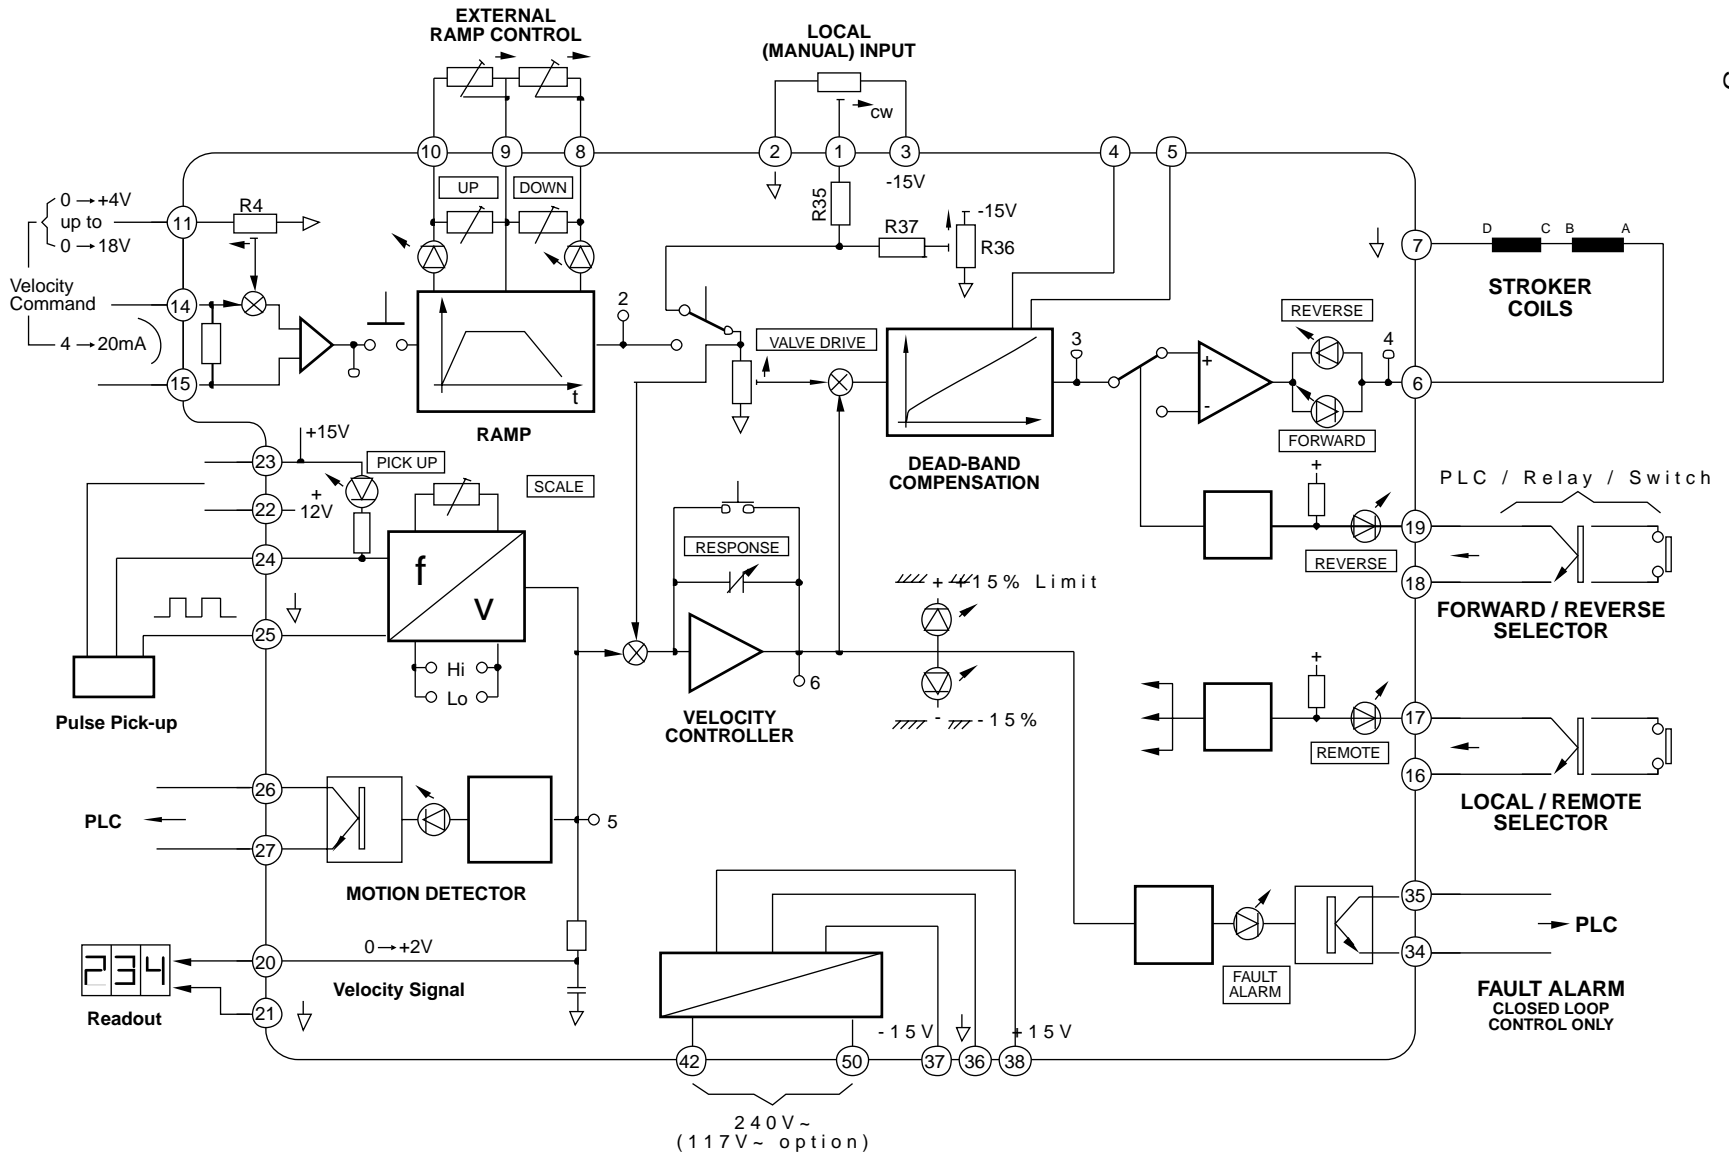 EXTERNAL
RAMP CONTROL
LOCAL
(MANUAL) INPUT
cw
10
9
8
2
1
3
4
5
-15V
UP
DOWN
R35
0 → +4V
up to
0 → 18V
11
R4
R37
-15V
R36
7
D
C
B
A
STROKER
COILS
Velocity
Command
14
4 → 20mA
15
t
RAMP
2
VALVE DRIVE
3
+
-
REVERSE
FORWARD
4
6
DEAD-BAND
COMPENSATION
+15V
23
PICK UP
SCALE
+
12V
22
24
f
V
25
Hi
Lo
Pulse Pick-up
RESPONSE
+ +15% Limit
- -15%
6
VELOCITY
CONTROLLER
+
PLC / Relay / Switch
19
REVERSE
18
FORWARD / REVERSE
SELECTOR
+
17
REMOTE
16
LOCAL / REMOTE
SELECTOR
26
PLC
27
5
MOTION DETECTOR
35
PLC
34
FAULT
ALARM
FAULT ALARM
CLOSED LOOP
CONTROL ONLY
234
Readout
20
0 → +2V
Velocity Signal
21
-15V
+15V
42
50
37
36
38
240V~
(117V~ option)